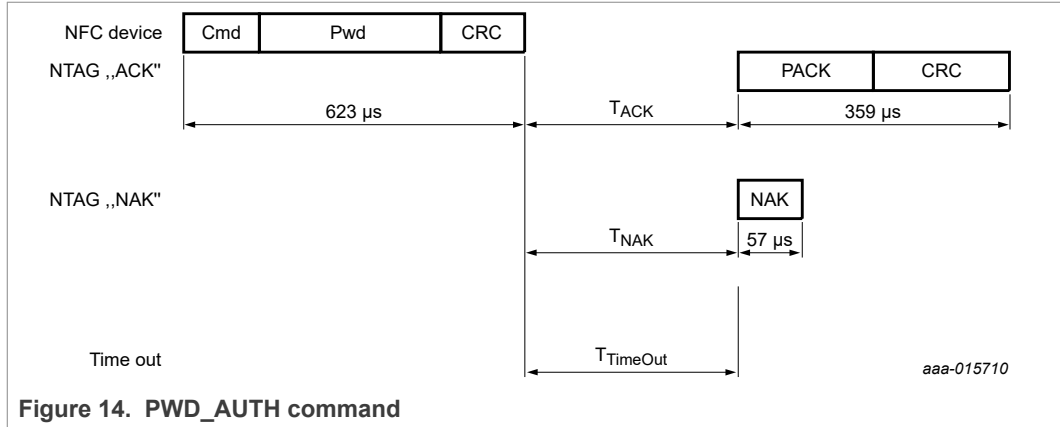 NFC device Cmd Pwd CRC
NTAG ,,ACK" PACK CRC
623 µs TACK 359 µs
NTAG ,,NAK" NAK
TNAK 57 µs
Time out TTimeOut aaa-015710
Figure 14. PWD_AUTH command